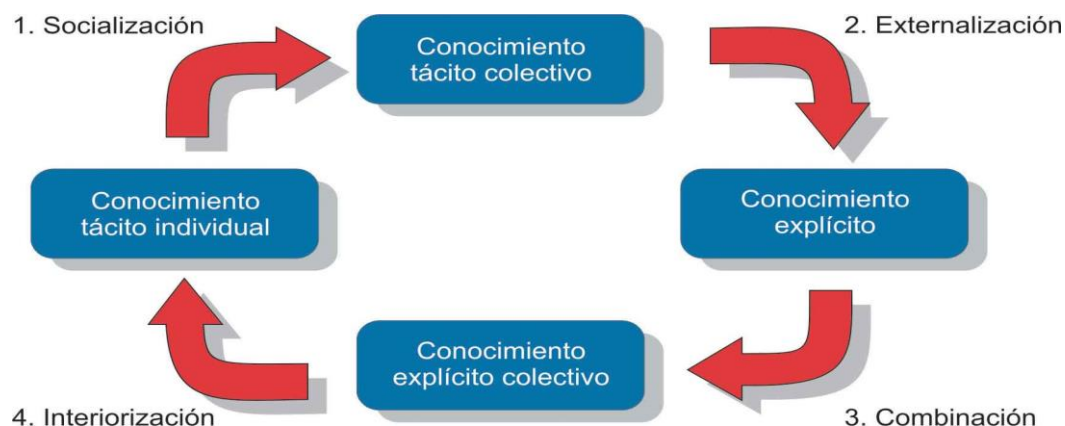 1. Socialización
2. Externalización
Conocimiento
tácito colectivo
Conocimiento
tácito individual
Conocimiento
explícito
Conocimiento
explícito colectivo
4. Interiorización
3. Combinación